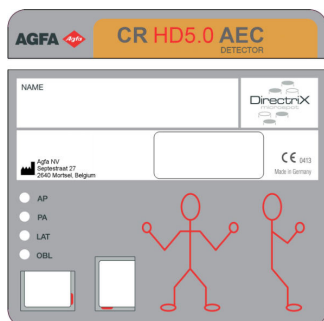 AGFA Agfa CR HD5.0 AEC
DETECTOR
NAME
DirectriX
Agfa NV
Septestraat 27
2640 Mortsel, Belgium
CE 0413
Made in Germany
AP
PA
LAT
OBL